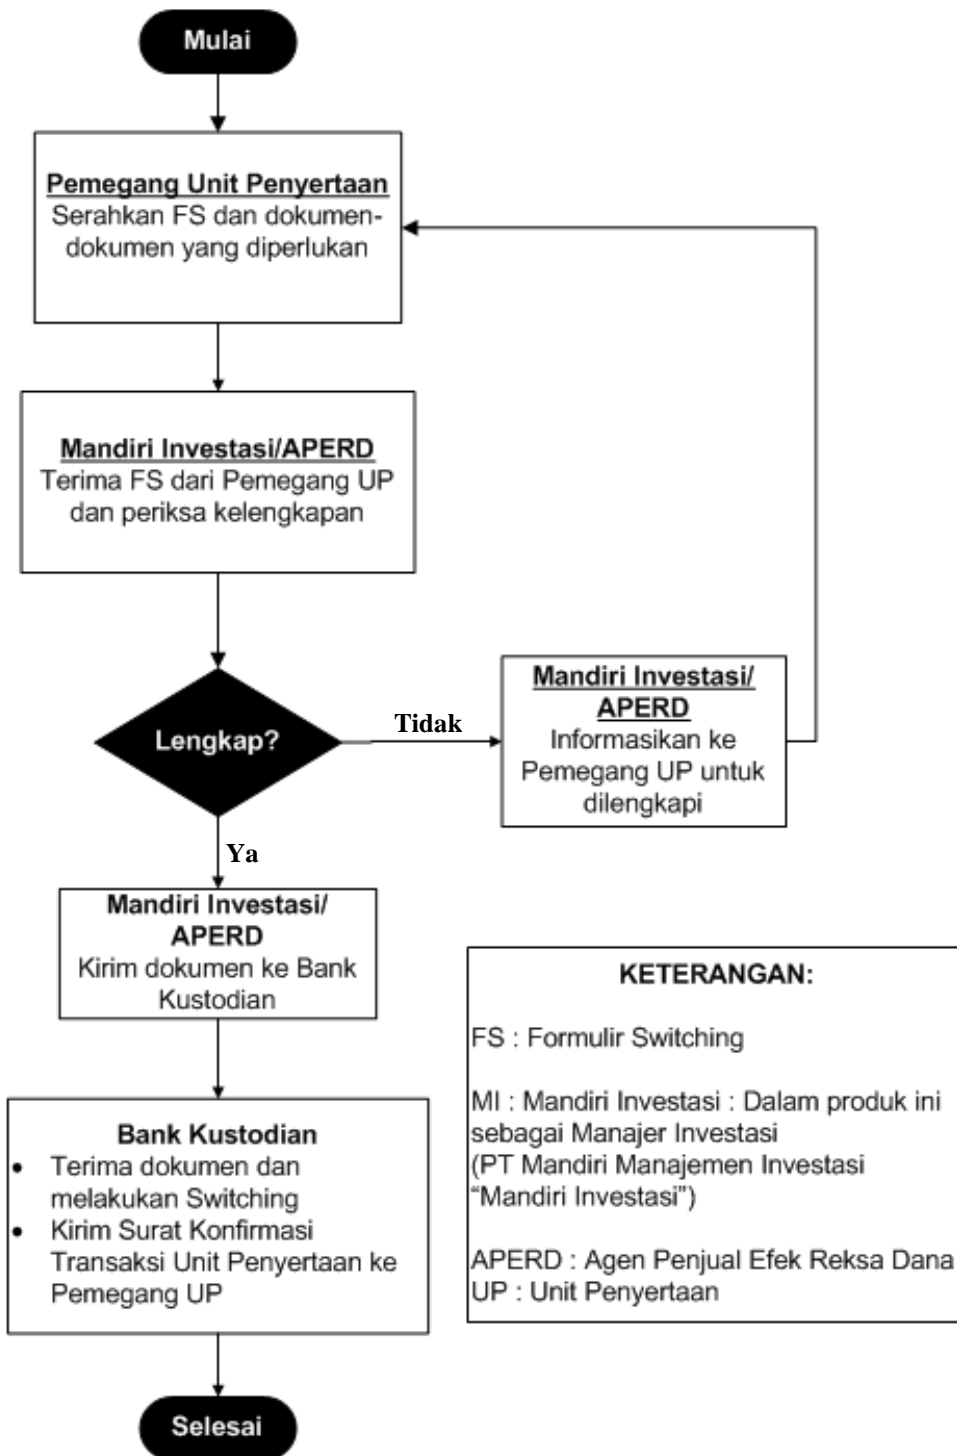 Mulai
Pemegang Unit Penyertaan
Serahkan FS dan dokumen-
dokumen yang diperlukan
Mandiri Investasi/APERD
Terima FS dari Pemegang UP
dan periksa kelengkapan
Lengkap?
Tidak
Mandiri Investasi/
APERD
Informasikan ke
Pemegang UP untuk
dilengkapi
Ya
Mandiri Investasi/
APERD
Kirim dokumen ke Bank
Kustodian
Bank Kustodian
• Terima dokumen dan
melakukan Switching
• Kirim Surat Konfirmasi
Transaksi Unit Penyertaan ke
Pemegang UP
Selesai
KETERANGAN:
FS : Formulir Switching
MI : Mandiri Investasi : Dalam produk ini
sebagai Manajer Investasi
(PT Mandiri Manajemen Investasi
“Mandiri Investasi”)
APERD : Agen Penjual Efek Reksa Dana
UP : Unit Penyertaan